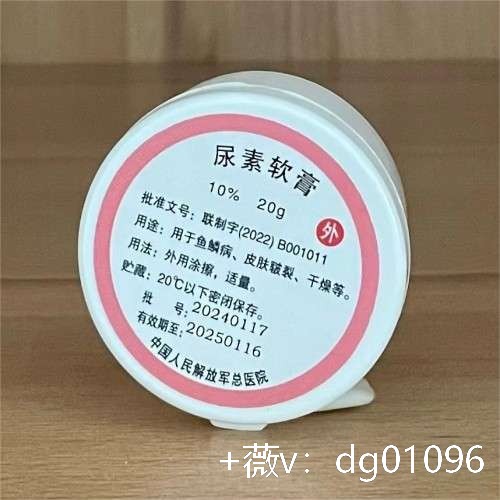 尿素软膏
10% 20g
外
批准文号: 联制字(2022) B001011
用途: 用于鱼鳞病、皮肤皲裂、干燥等。
用法: 外用涂擦, 适量。
贮藏: 20℃以下密闭保存。
批 号: 20240117
有效期至: 20250116
中国人民解放军总医院
+薇v: dg01096